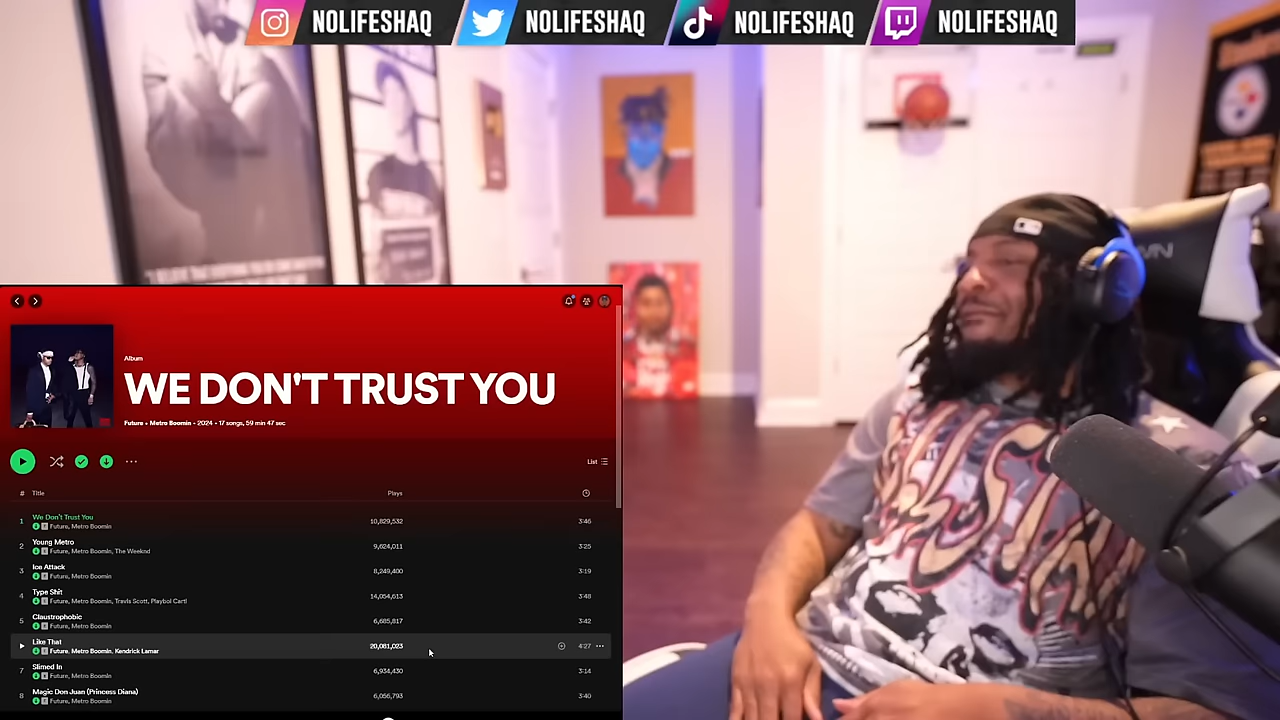 NOLIFESHAQ NOLIFESHAQ NOLIFESHAQ NOLIFESHAQ
Album
WE DON'T TRUST YOU
Future • Metro Boomin • 2024 • 17 songs, 59 min 47 sec
List
# Title Plays
1 We Don't Trust You 10,829,532 3:46
E Future, Metro Boomin
2 Young Metro 9,624,011 3:25
E Future, Metro Boomin, The Weeknd
3 Ice Attack 8,249,400 3:19
E Future, Metro Boomin
4 Type Shit 14,054,613 3:48
E Future, Metro Boomin, Travis Scott, Playboi Carti
5 Claustrophobic 6,685,817 3:42
E Future, Metro Boomin
Like That 20,081,023 4:27
E Future, Metro Boomin, Kendrick Lamar
7 Slimed In 6,934,430 3:14
E Future, Metro Boomin
8 Magic Don Juan (Princess Diana) 6,056,793 3:40
E Future, Metro Boomin